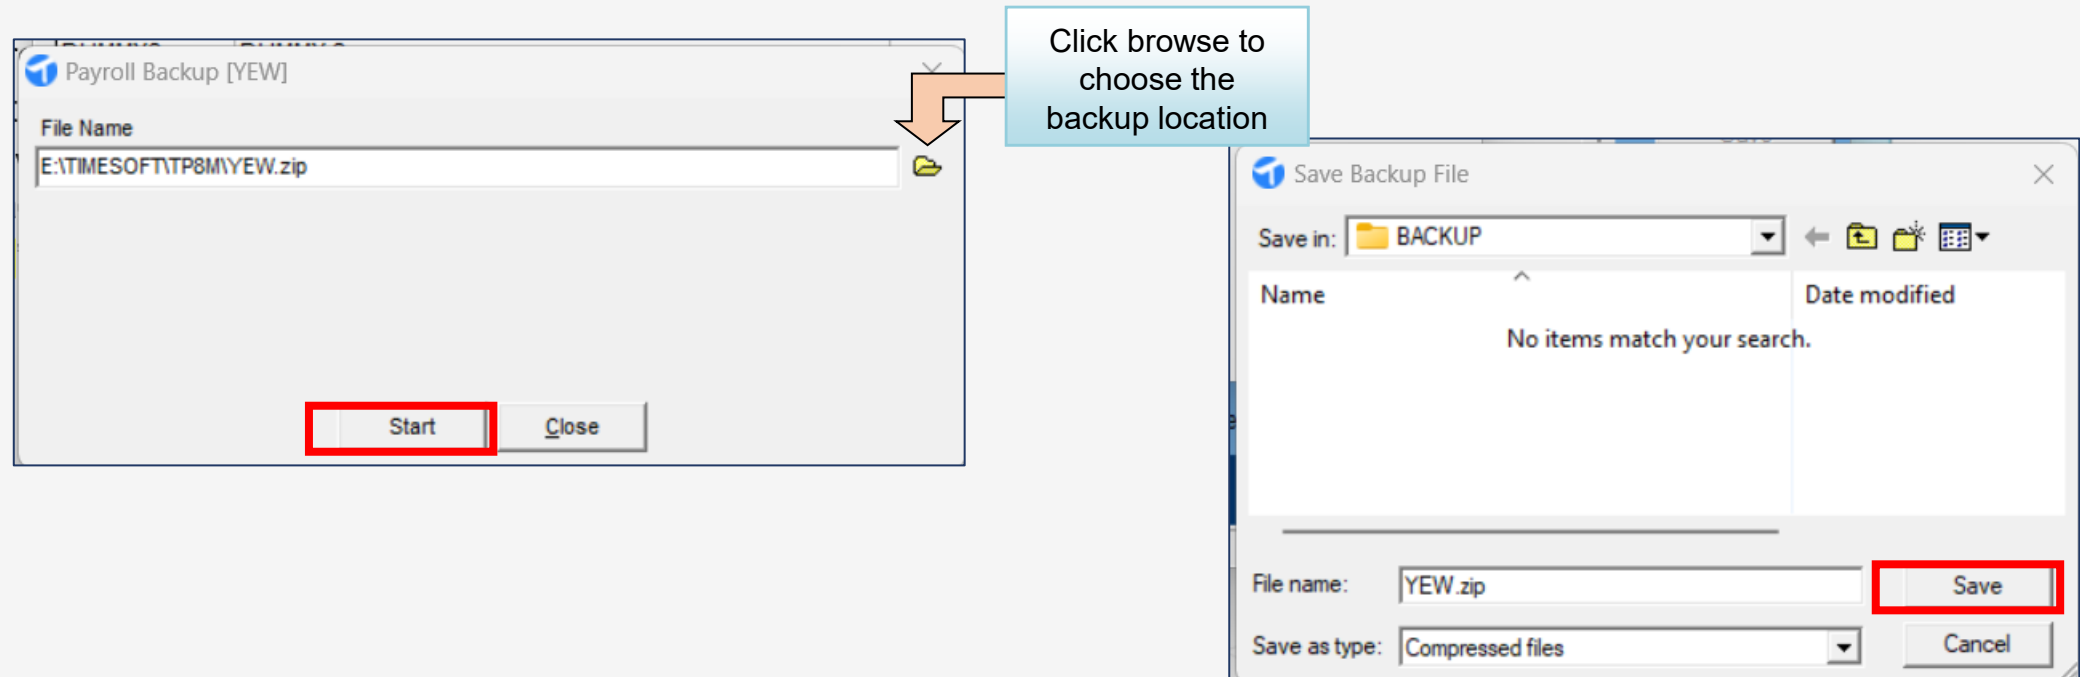 Click browse to
choose the
backup location
Payroll Backup [YEW]
File Name
E:\TIMESOFT\TP8M\YEW.zip
Start
Close
Save Backup File
Save in:
BACKUP
Name
Date modified
No items match your search.
File name:
YEW.zip
Save
Save as type:
Compressed files
Cancel